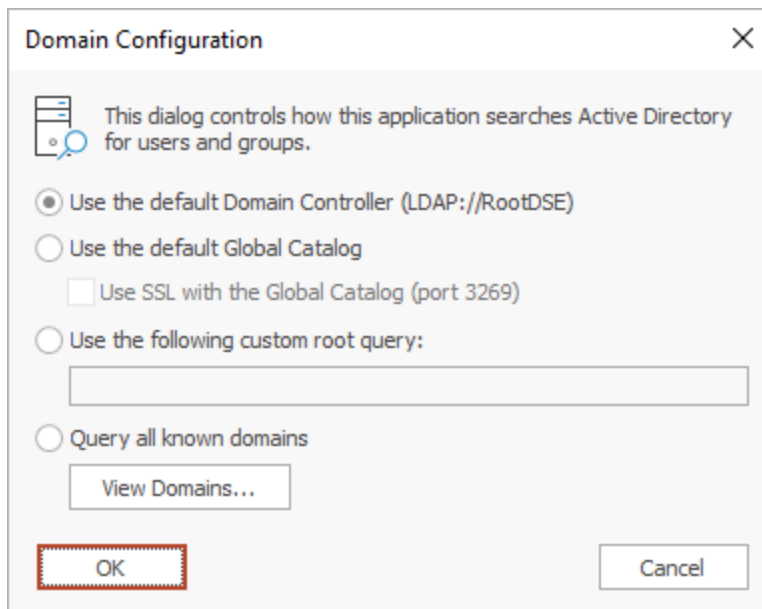 Domain Configuration
This dialog controls how this application searches Active Directory
for users and groups.
Use the default Domain Controller (LDAP://RootDSE)
Use the default Global Catalog
Use SSL with the Global Catalog (port 3269)
Use the following custom root query:
Query all known domains
View Domains...
OK
Cancel